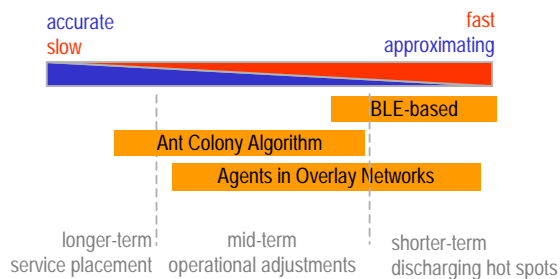 accurate
slow
fast
approximating
BLE-based
Ant Colony Algorithm
Agents in Overlay Networks
longer-term
service placement
mid-term
operational adjustments
shorter-term
discharging hot spots